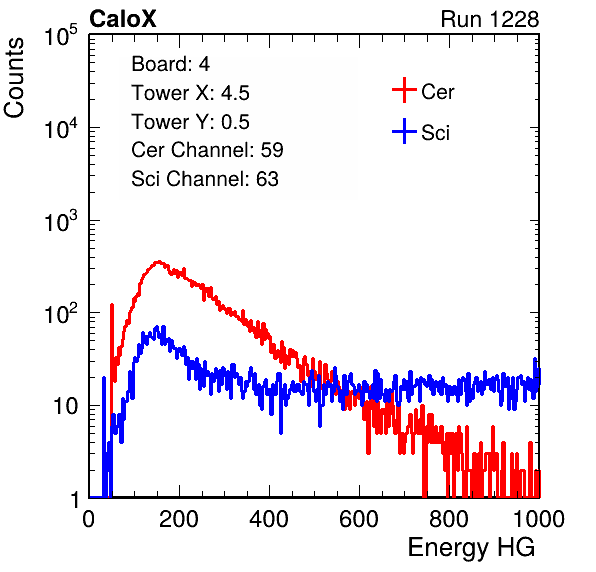 CaloX Run 1228
Counts
Board: 4
Tower X: 4.5
Tower Y: 0.5
Cer Channel: 59
Sci Channel: 63
Cer
Sci
10^5
10^4
10^3
10^2
10
1
0 200 400 600 800 1000
Energy HG